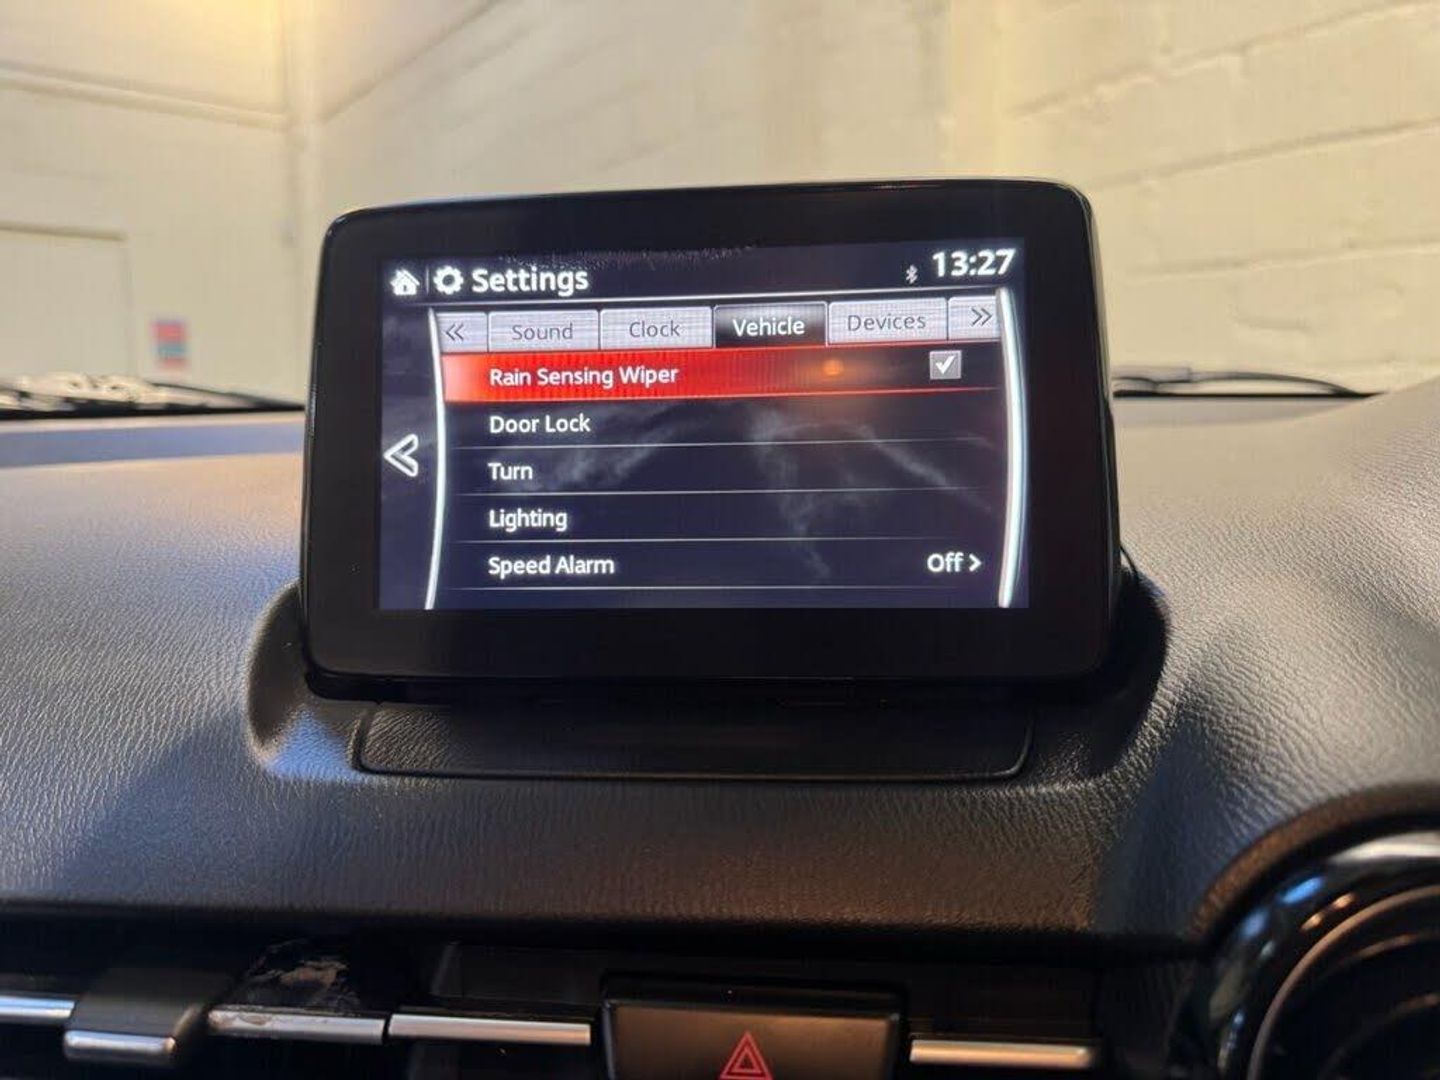 Settings 13:27
« Sound Clock Vehicle Devices »
Rain Sensing Wiper
Door Lock
Turn
Lighting
Speed Alarm Off >